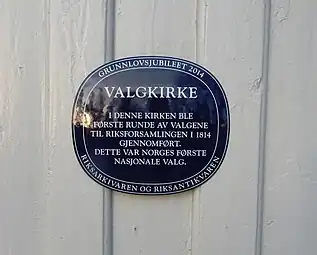 GRUNNLOVSJUBILEET 2014
VALGKIRKE
I DENNE KIRKEN BLE
FØRSTE RUNDE AV VALGENE
TIL RIKSFORSAMLINGEN I 1814
GJENNOMFØRT.
DETTE VAR NORGES FØRSTE
NASJONALE VALG.
RIKSARKIVAREN OG RIKSANTIKVAREN